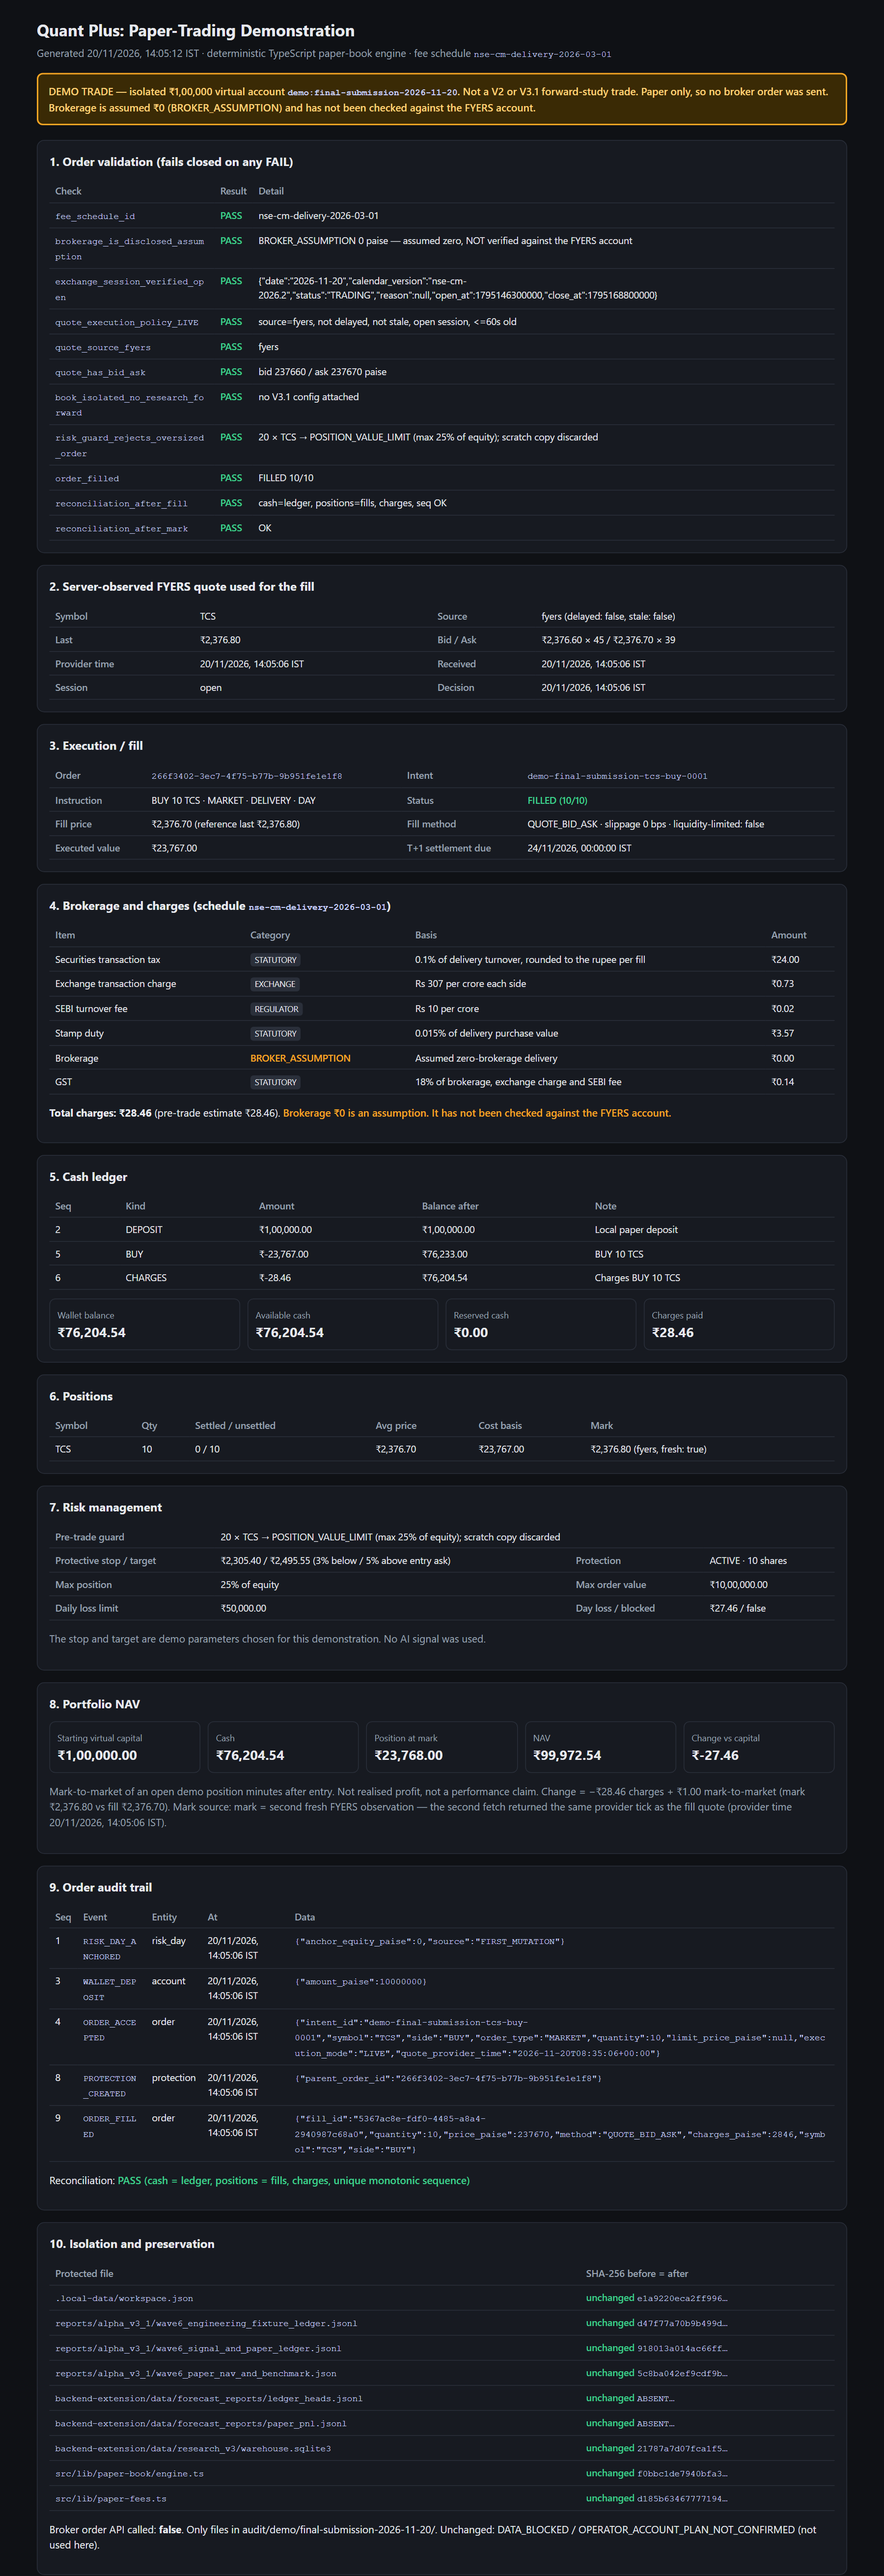 Quant Plus: Paper-Trading Demonstration
Generated 20/11/2026, 14:05:12 IST · deterministic TypeScript paper-book engine · fee schedule nse-cm-delivery-2026-03-01
DEMO TRADE — isolated ₹1,00,000 virtual account demo:final-submission-2026-11-20. Not a V2 or V3.1 forward-study trade. Paper only, so no broker order was sent.
Brokerage is assumed ₹0 (BROKER_ASSUMPTION) and has not been checked against the FYERS account.
1. Order validation (fails closed on any FAIL)
Check Result Detail
fee_schedule_id PASS nse-cm-delivery-2026-03-01
brokerage_is_disclosed_assum PASS BROKER_ASSUMPTION 0 paise — assumed zero, NOT verified against the FYERS account
ption
exchange_session_verified_op PASS {"date":"2026-11-20","calendar_version":"nse-cm-
en 2026.2","status":"TRADING","reason":null,"open_at":1795146300000,"close_at":1795168800000}
quote_execution_policy_LIVE PASS source=fyers, not delayed, not stale, open session, <=60s old
quote_source_fyers PASS fyers
quote_has_bid_ask PASS bid 237660 / ask 237670 paise
book_isolated_no_research_fo PASS no V3.1 config attached
rward
risk_guard_rejects_oversized PASS 20 × TCS → POSITION_VALUE_LIMIT (max 25% of equity); scratch copy discarded
_order
order_filled PASS FILLED 10/10
reconciliation_after_fill PASS cash=ledger, positions=fills, charges, seq OK
reconciliation_after_mark PASS OK
2. Server-observed FYERS quote used for the fill
Symbol TCS Source fyers (delayed: false, stale: false)
Last ₹2,376.80 Bid / Ask ₹2,376.60 × 45 / ₹2,376.70 × 39
Provider time 20/11/2026, 14:05:06 IST Received 20/11/2026, 14:05:06 IST
Session open Decision 20/11/2026, 14:05:06 IST
3. Execution / fill
Order 266f3402-3ec7-4f75-b77b-9b951fe1e1f8 Intent demo-final-submission-tcs-buy-0001
Instruction BUY 10 TCS · MARKET · DELIVERY · DAY Status FILLED (10/10)
Fill price ₹2,376.70 (reference last ₹2,376.80) Fill method QUOTE_BID_ASK · slippage 0 bps · liquidity-limited: false
Executed value ₹23,767.00 T+1 settlement due 24/11/2026, 00:00:00 IST
4. Brokerage and charges (schedule nse-cm-delivery-2026-03-01)
Item Category Basis Amount
Securities transaction tax STATUTORY 0.1% of delivery turnover, rounded to the rupee per fill ₹24.00
Exchange transaction charge EXCHANGE Rs 307 per crore each side ₹0.73
SEBI turnover fee REGULATOR Rs 10 per crore ₹0.02
Stamp duty STATUTORY 0.015% of delivery purchase value ₹3.57
Brokerage BROKER_ASSUMPTION Assumed zero-brokerage delivery ₹0.00
GST STATUTORY 18% of brokerage, exchange charge and SEBI fee ₹0.14
Total charges: ₹28.46 (pre-trade estimate ₹28.46). Brokerage ₹0 is an assumption. It has not been checked against the FYERS account.
5. Cash ledger
Seq Kind Amount Balance after Note
2 DEPOSIT ₹1,00,000.00 ₹1,00,000.00 Local paper deposit
5 BUY ₹-23,767.00 ₹76,233.00 BUY 10 TCS
6 CHARGES ₹-28.46 ₹76,204.54 Charges BUY 10 TCS
Wallet balance Available cash Reserved cash Charges paid
₹76,204.54 ₹76,204.54 ₹0.00 ₹28.46
6. Positions
Symbol Qty Settled / unsettled Avg price Cost basis Mark
TCS 10 0 / 10 ₹2,376.70 ₹23,767.00 ₹2,376.80 (fyers, fresh: true)
7. Risk management
Pre-trade guard 20 × TCS → POSITION_VALUE_LIMIT (max 25% of equity); scratch copy discarded
Protective stop / target ₹2,305.40 / ₹2,495.55 (3% below / 5% above entry ask) Protection ACTIVE · 10 shares
Max position 25% of equity Max order value ₹10,00,000.00
Daily loss limit ₹50,000.00 Day loss / blocked ₹27.46 / false
The stop and target are demo parameters chosen for this demonstration. No AI signal was used.
8. Portfolio NAV
Starting virtual capital Cash Position at mark NAV Change vs capital
₹1,00,000.00 ₹76,204.54 ₹23,768.00 ₹99,972.54 ₹-27.46
Mark-to-market of an open demo position minutes after entry. Not realised profit, not a performance claim. Change = −₹28.46 charges + ₹1.00 mark-to-market (mark
₹2,376.80 vs fill ₹2,376.70). Mark source: mark = second fresh FYERS observation — the second fetch returned the same provider tick as the fill quote (provider time
20/11/2026, 14:05:06 IST).
9. Order audit trail
Seq Event Entity At Data
1 RISK_DAY_A risk_day 20/11/2026, {"anchor_equity_paise":0,"source":"FIRST_MUTATION"}
NCHORED 14:05:06 IST
3 WALLET_DEP account 20/11/2026, {"amount_paise":10000000}
OSIT 14:05:06 IST
4 ORDER_ACCE order 20/11/2026, {"intent_id":"demo-final-submission-tcs-buy-
PTED 14:05:06 IST 0001","symbol":"TCS","side":"BUY","order_type":"MARKET","quantity":10,"limit_price_paise":null,"exec
ution_mode":"LIVE","quote_provider_time":"2026-11-20T08:35:06+00:00"}
8 PROTECTION protection 20/11/2026, {"parent_order_id":"266f3402-3ec7-4f75-b77b-9b951fe1e1f8"}
_CREATED 14:05:06 IST
9 ORDER_FILL order 20/11/2026, {"fill_id":"5367ac8e-fdf0-4485-a8a4-
ED 14:05:06 IST 2940987c68a0","quantity":10,"price_paise":237670,"method":"QUOTE_BID_ASK","charges_paise":2846,"symb
ol":"TCS","side":"BUY"}
Reconciliation: PASS (cash = ledger, positions = fills, charges, unique monotonic sequence)
10. Isolation and preservation
Protected file SHA-256 before = after
.local-data/workspace.json unchanged e1a9220eca2ff996…
reports/alpha_v3_1/wave6_engineering_fixture_ledger.jsonl unchanged d47f77a70b9b499d…
reports/alpha_v3_1/wave6_signal_and_paper_ledger.jsonl unchanged 918013a014ac66ff…
reports/alpha_v3_1/wave6_paper_nav_and_benchmark.json unchanged 5c8ba042ef9cdf9b…
backend-extension/data/forecast_reports/ledger_heads.jsonl unchanged ABSENT…
backend-extension/data/forecast_reports/paper_pnl.jsonl unchanged ABSENT…
backend-extension/data/research_v3/warehouse.sqlite3 unchanged 21787a7d07fca1f5…
src/lib/paper-book/engine.ts unchanged f0bbc1de7940bfa3…
src/lib/paper-fees.ts unchanged d185b63467777194…
Broker order API called: false. Only files in audit/demo/final-submission-2026-11-20/. Unchanged: DATA_BLOCKED / OPERATOR_ACCOUNT_PLAN_NOT_CONFIRMED (not
used here).